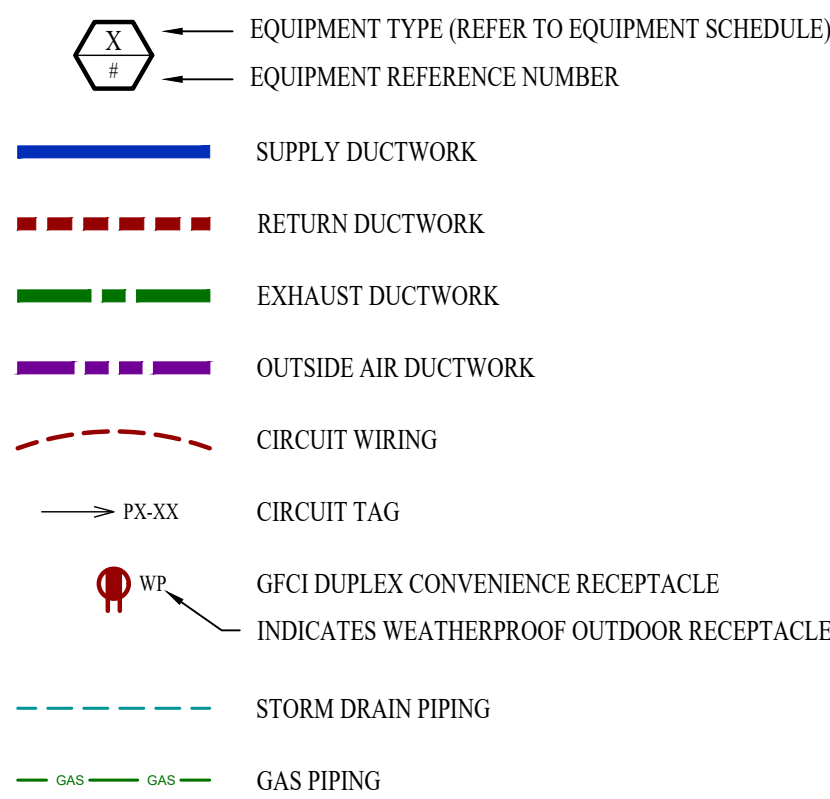 X
EQUIPMENT TYPE (REFER TO EQUIPMENT SCHEDULE)
#
EQUIPMENT REFERENCE NUMBER
SUPPLY DUCTWORK
RETURN DUCTWORK
EXHAUST DUCTWORK
OUTSIDE AIR DUCTWORK
CIRCUIT WIRING
PX-XX
CIRCUIT TAG
WP
GFCI DUPLEX CONVENIENCE RECEPTACLE
INDICATES WEATHERPROOF OUTDOOR RECEPTACLE
STORM DRAIN PIPING
GAS GAS
GAS PIPING